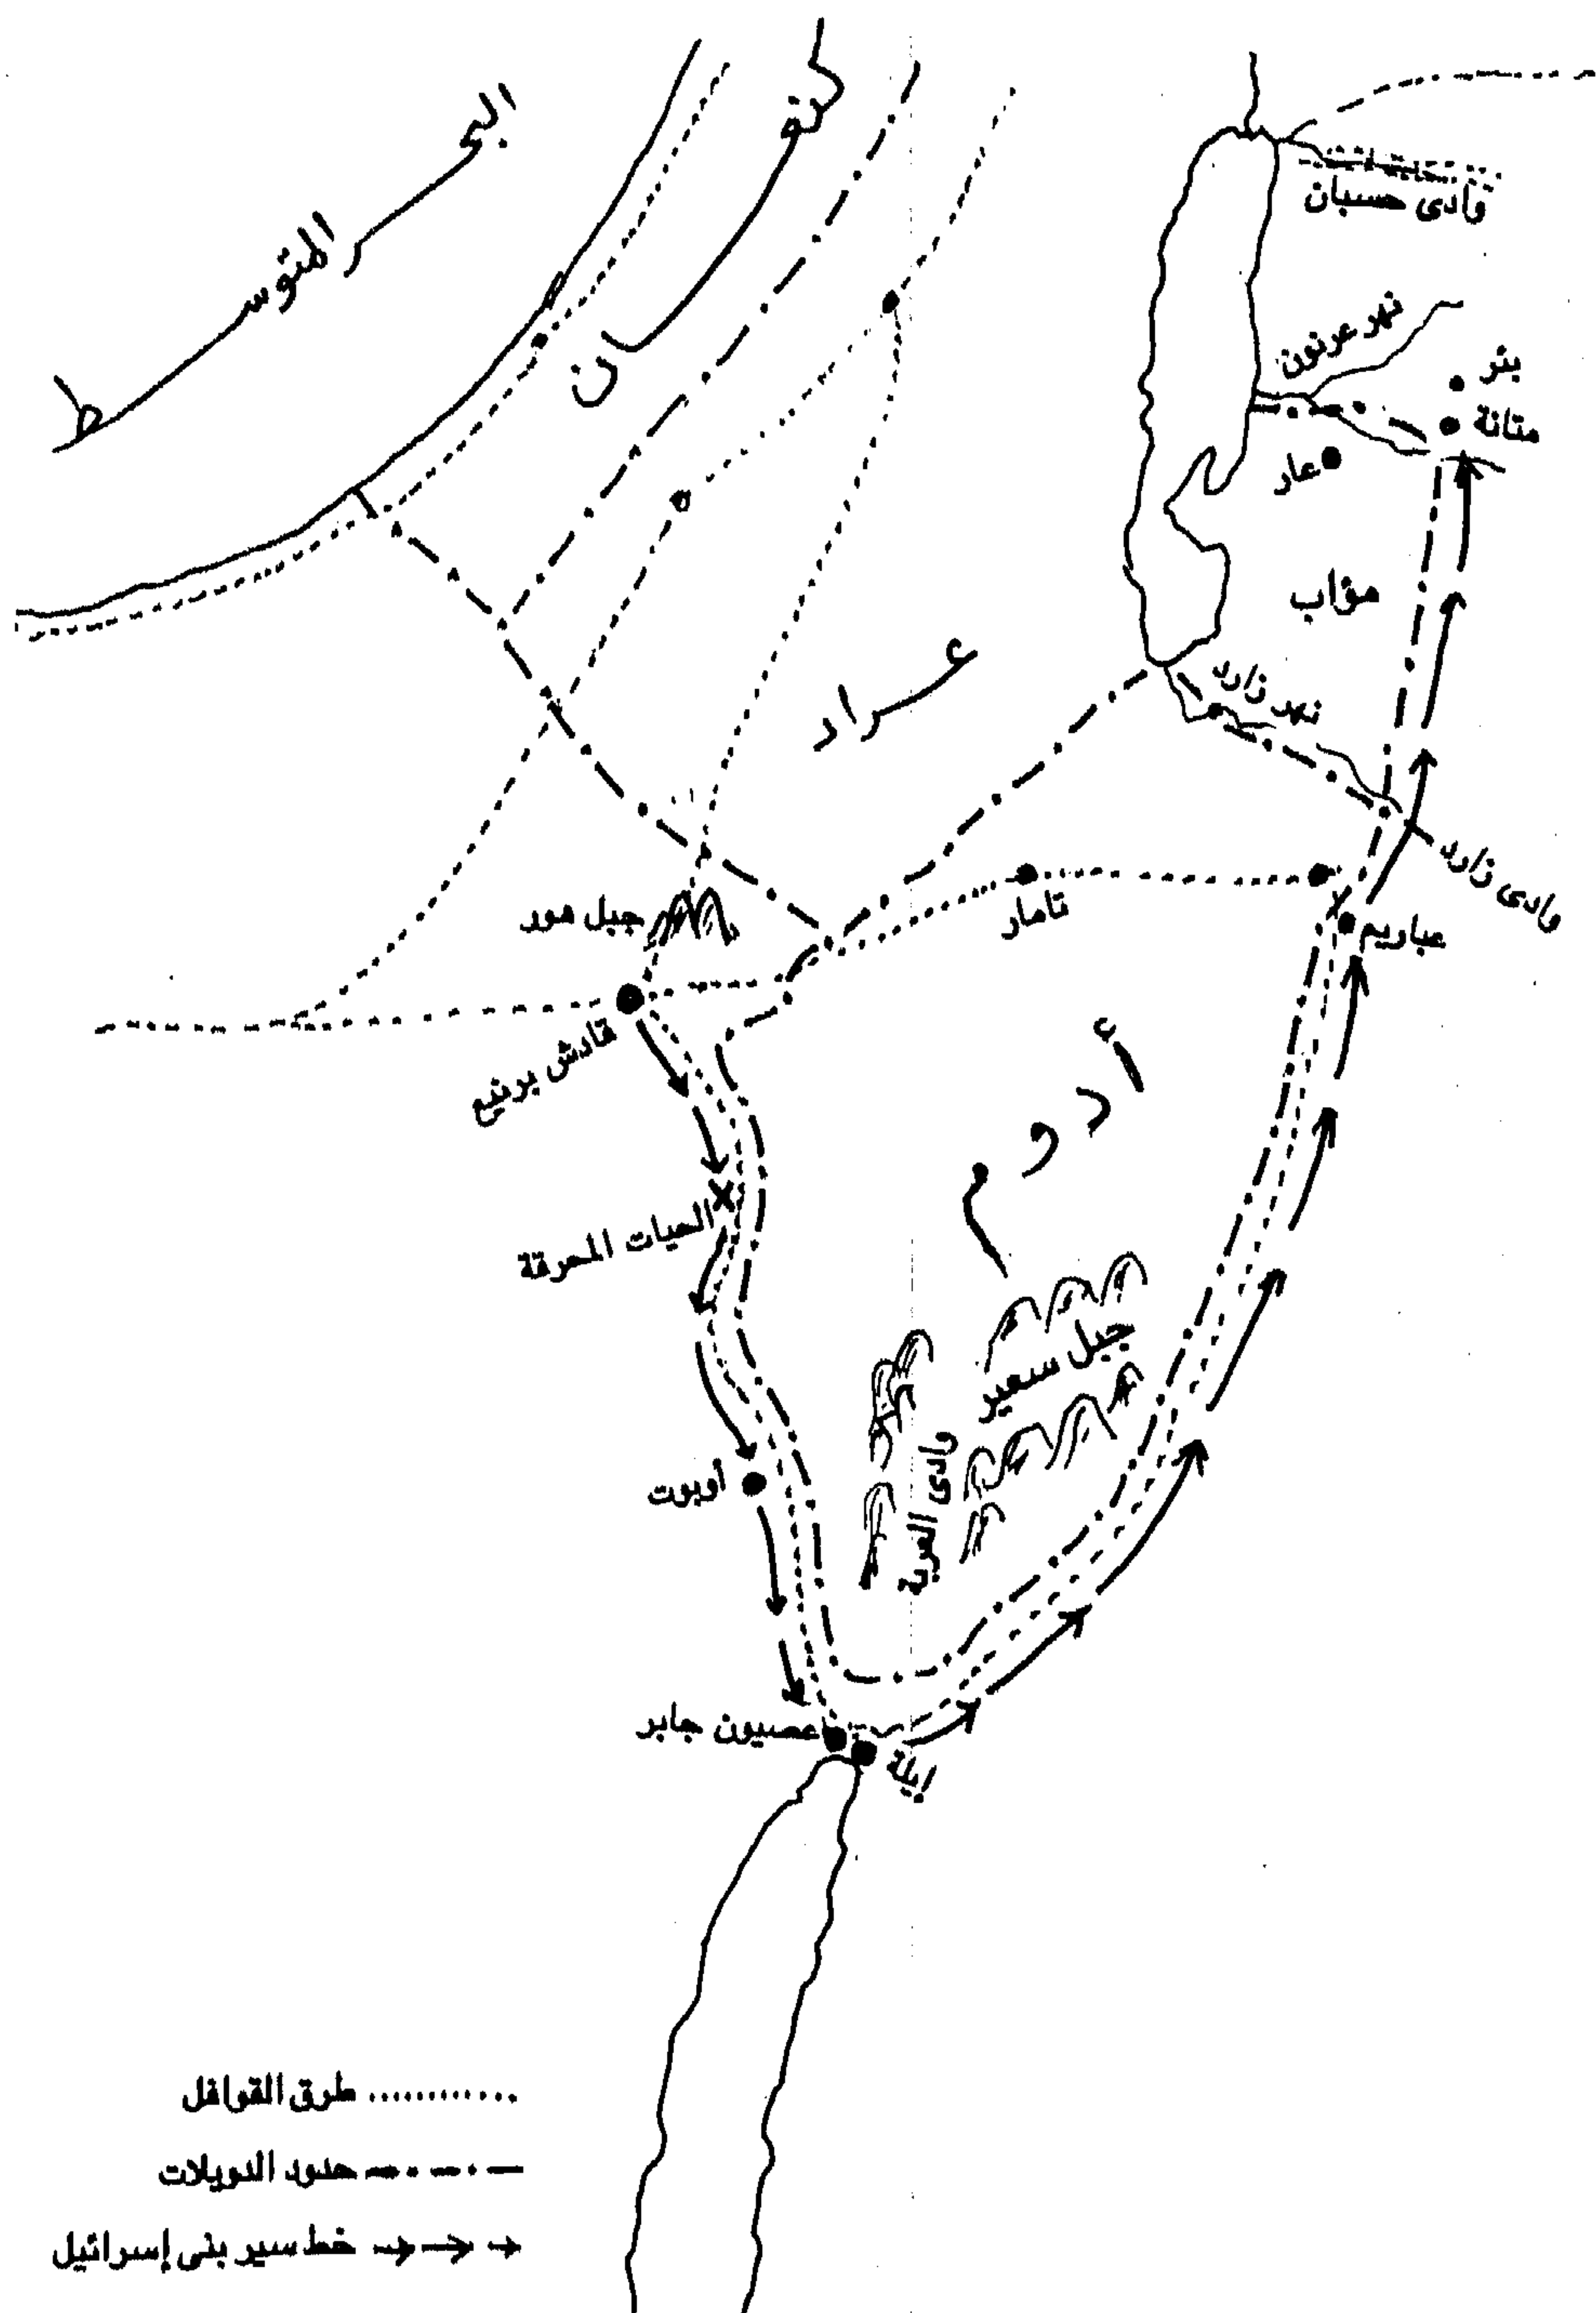 البحر المتوسط
كنعان
وادى حسبان
نهر عرنون
بئر
متانة
عار
مؤاب
نهر زارد
عراد
وادى زارد
جبل هور
تامار
عباريم
قادش برنيع
أدوم
الحيات المحرقة
جبل سعير
وادى العربة
أوبوت
عصيون جابر
إيلة
طرق القوافل
حدود الدويلات
خط سير بنى إسرائيل